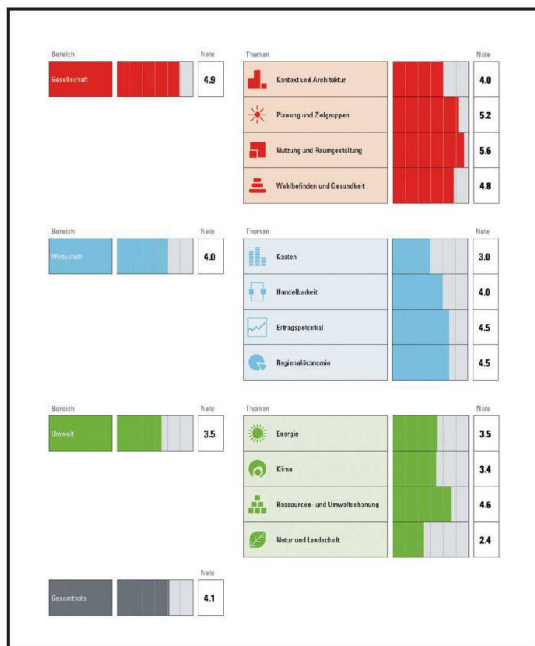 Bereich Note Themen Note
Gesellschaft 4.9 Kontext und Architektur 4.0
Planung und Zielgruppen 5.2
Nutzung und Raumgestaltung 5.6
Wohlbefinden und Gesundheit 4.8
Bereich Note Themen Note
Wirtschaft 4.0 Kosten 3.0
Handelbarkeit 4.0
Ertragspotential 4.5
Regionalökonomie 4.5
Bereich Note Themen Note
Umwelt 3.5 Energie 3.5
Klima 3.4
Ressourcen- und Umweltschonung 4.6
Natur und Landschaft 2.4
Note
Gesamtnote 4.1